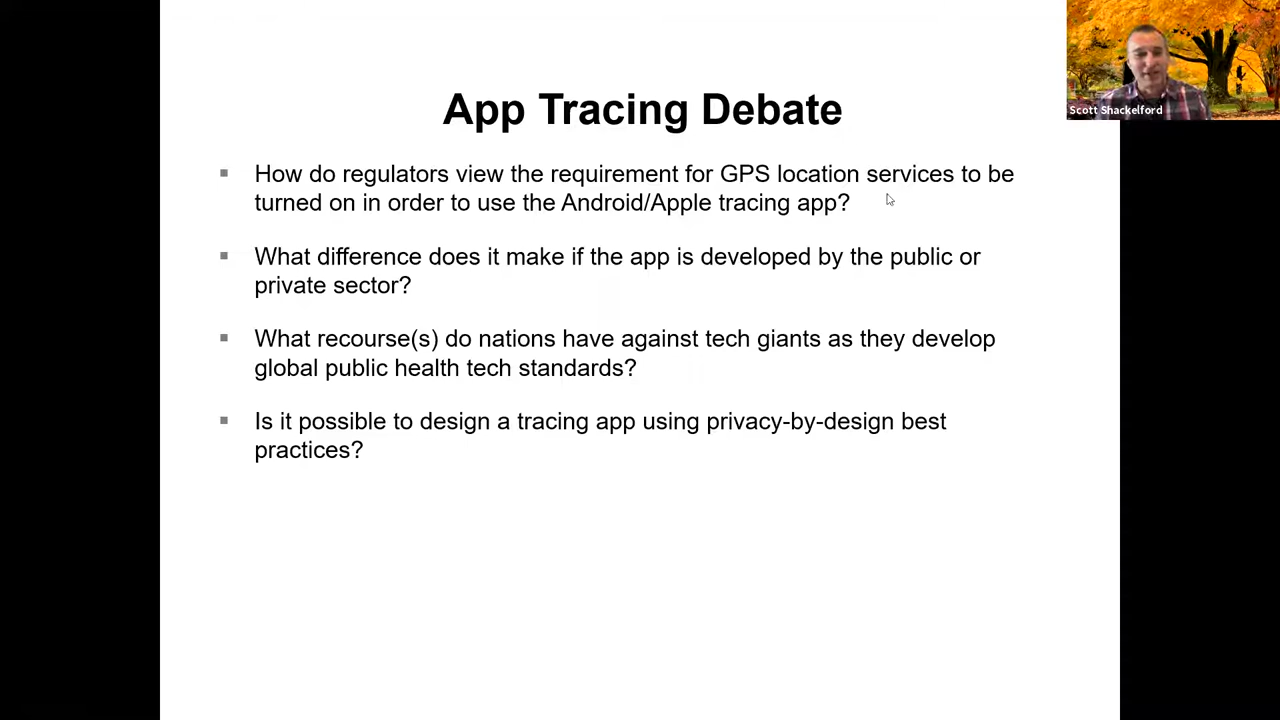 Scott Shackelford
App Tracing Debate
▪ How do regulators view the requirement for GPS location services to be
turned on in order to use the Android/Apple tracing app?
▪ What difference does it make if the app is developed by the public or
private sector?
▪ What recourse(s) do nations have against tech giants as they develop
global public health tech standards?
▪ Is it possible to design a tracing app using privacy-by-design best
practices?